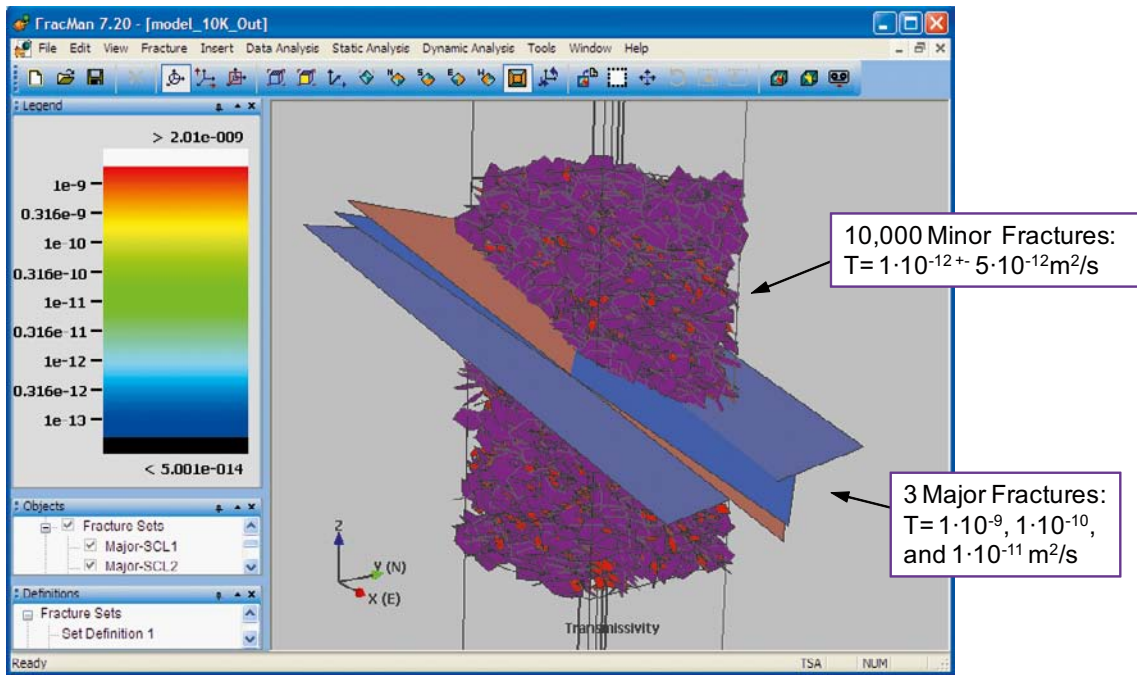 FracMan 7.20 - [model_10K_Out]
File Edit View Fracture Insert Data Analysis Static Analysis Dynamic Analysis Tools Window Help
Legend
> 2.01e-009
1e-9
0.316e-9
1e-10
0.316e-10
1e-11
0.316e-11
1e-12
0.316e-12
1e-13
< 5.001e-014
Objects
Fracture Sets
Major-SCL1
Major-SCL2
Definitions
Fracture Sets
Set Definition 1
N
S
E
H
Z
Y (N)
X (E)
Transmissivity
10,000 Minor Fractures:
T= 1·10⁻¹² ⁺⁻ 5·10⁻¹²m²/s
3 Major Fractures:
T= 1·10⁻⁹, 1·10⁻¹⁰,
and 1·10⁻¹¹ m²/s
Ready
TSA NUM